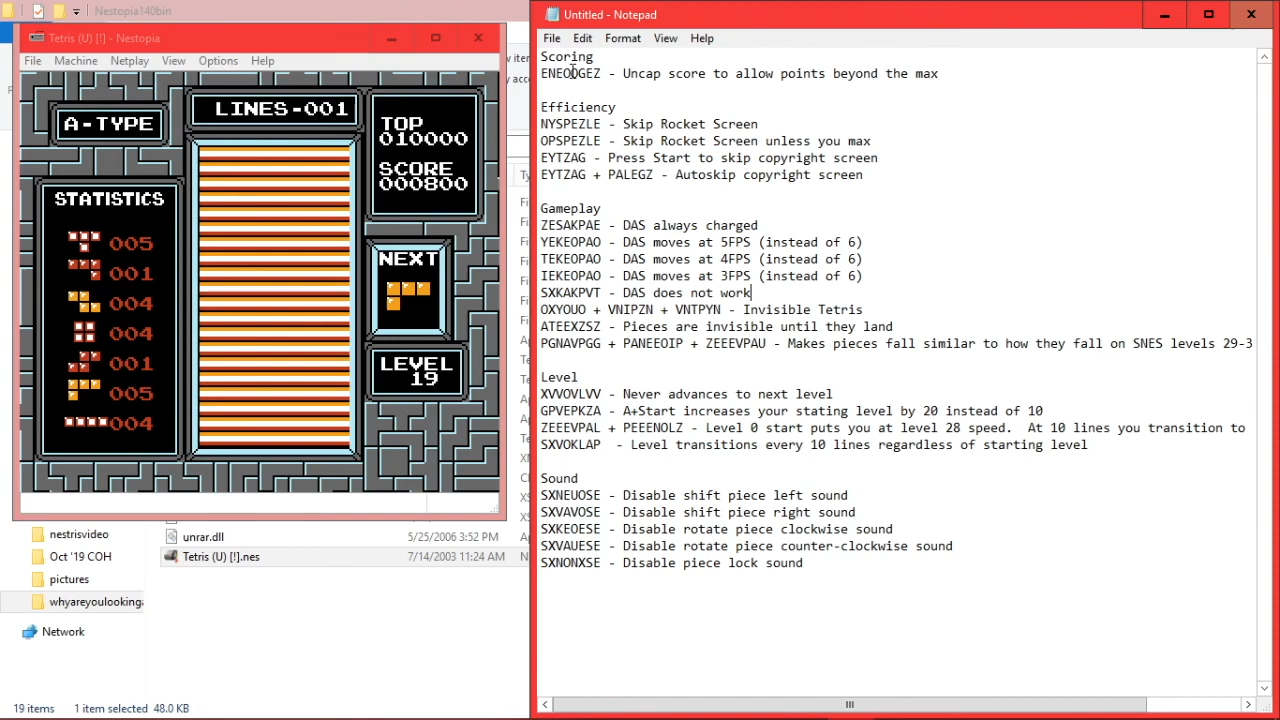 Nestopia140bin
Tetris (U) [!] - Nestopia
File Machine Netplay View Options Help
A-TYPE
LINES-001
TOP
010000
SCORE
000800
STATISTICS
005
001
004
004
001
005
004
NEXT
LEVEL
19
nestrisvideo
Oct '19 COH
pictures
whyareyoulooking
Network
unrar.dll 5/25/2006 3:52 PM
Tetris (U) [!].nes 7/14/2003 11:24 AM
19 items 1 item selected 48.0 KB
Untitled - Notepad
File Edit Format View Help
Scoring
ENEOOGEZ - Uncap score to allow points beyond the max
Efficiency
NYSPEZLE - Skip Rocket Screen
OPSPEZLE - Skip Rocket Screen unless you max
EYTZAG - Press Start to skip copyright screen
EYTZAG + PALEGZ - Autoskip copyright screen
Gameplay
ZESAKPAE - DAS always charged
YEKEOPAO - DAS moves at 5FPS (instead of 6)
TEKEOPAO - DAS moves at 4FPS (instead of 6)
IEKEOPAO - DAS moves at 3FPS (instead of 6)
SXKAKPVT - DAS does not work
OXYOUO + VNIPZN + VNTPYN - Invisible Tetris
ATEEXZSZ - Pieces are invisible until they land
PGNAVPGG + PANEEOIP + ZEEEVPAU - Makes pieces fall similar to how they fall on SNES levels 29-3
Level
XVVOVLVV - Never advances to next level
GPVEPKZA - A+Start increases your stating level by 20 instead of 10
ZEEEVPAL + PEEENOLZ - Level 0 start puts you at level 28 speed. At 10 lines you transition to
SXVOKLAP - Level transitions every 10 lines regardless of starting level
Sound
SXNEUOSE - Disable shift piece left sound
SXVAVOSE - Disable shift piece right sound
SXKEOESE - Disable rotate piece clockwise sound
SXVAUESE - Disable rotate piece counter-clockwise sound
SXNONXSE - Disable piece lock sound